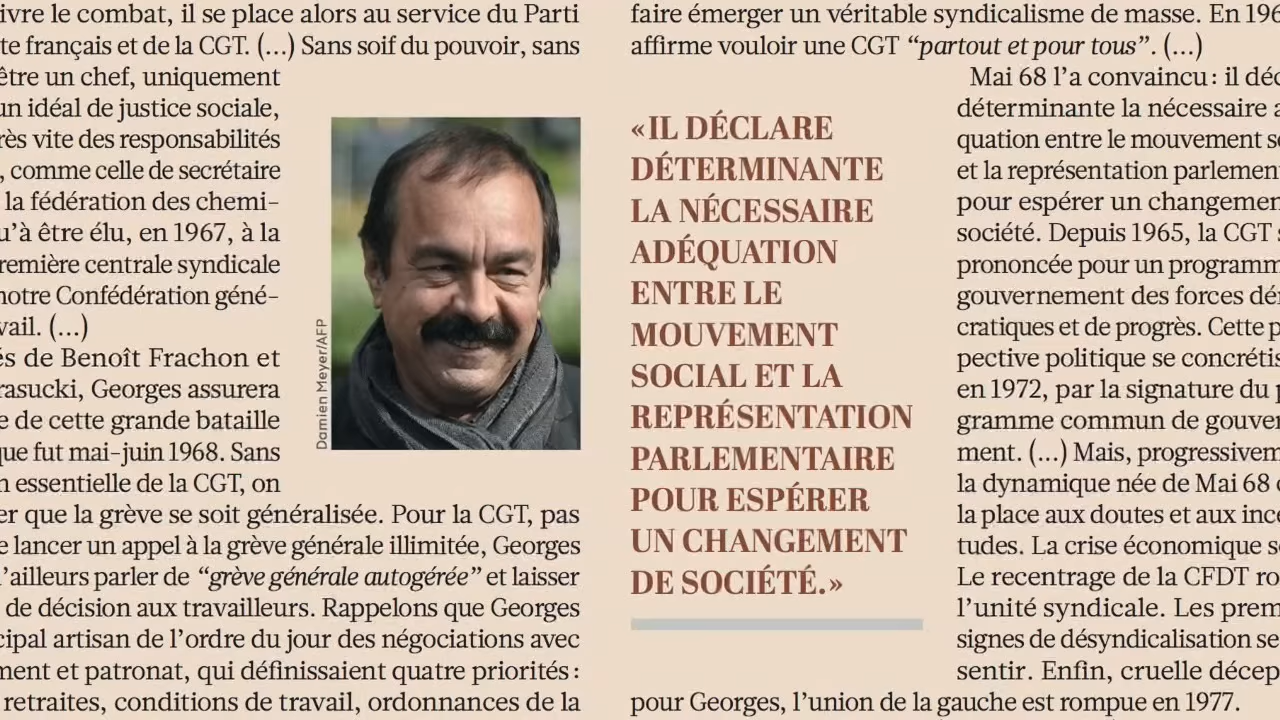 ivre le combat, il se place alors au service du Parti
te français et de la CGT. (…) Sans soif du pouvoir, sans
être un chef, uniquement
un idéal de justice sociale,
rès vite des responsabilités
, comme celle de secrétaire
la fédération des chemi-
u’à être élu, en 1967, à la
remière centrale syndicale
notre Confédération géné-
vail. (…)
és de Benoît Frachon et
rasucki, Georges assurera
e de cette grande bataille
que fut mai-juin 1968. Sans
n essentielle de la CGT, on
er que la grève se soit généralisée. Pour la CGT, pas
e lancer un appel à la grève générale illimitée, Georges
’ailleurs parler de “grève générale autogérée” et laisser
de décision aux travailleurs. Rappelons que Georges
cipal artisan de l’ordre du jour des négociations avec
ment et patronat, qui définissaient quatre priorités :
retraites, conditions de travail, ordonnances de la
Damien Meyer/AFP
faire émerger un véritable syndicalisme de masse. En 196
affirme vouloir une CGT “partout et pour tous”. (…)
«IL DÉCLARE
DÉTERMINANTE
LA NÉCESSAIRE
ADÉQUATION
ENTRE LE
MOUVEMENT
SOCIAL ET LA
REPRÉSENTATION
PARLEMENTAIRE
POUR ESPÉRER
UN CHANGEMENT
DE SOCIÉTÉ.»
Mai 68 l’a convaincu : il déc
déterminante la nécessaire a
quation entre le mouvement so
et la représentation parlemen
pour espérer un changemen
société. Depuis 1965, la CGT s
prononcée pour un programm
gouvernement des forces dé
cratiques et de progrès. Cette p
pective politique se concrétis
en 1972, par la signature du p
gramme commun de gouver
ment. (…) Mais, progressivem
la dynamique née de Mai 68 c
la place aux doutes et aux ince
tudes. La crise économique se
Le recentrage de la CFDT ro
l’unité syndicale. Les prem
signes de désyndicalisation se
sentir. Enfin, cruelle décep
pour Georges, l’union de la gauche est rompue en 1977.